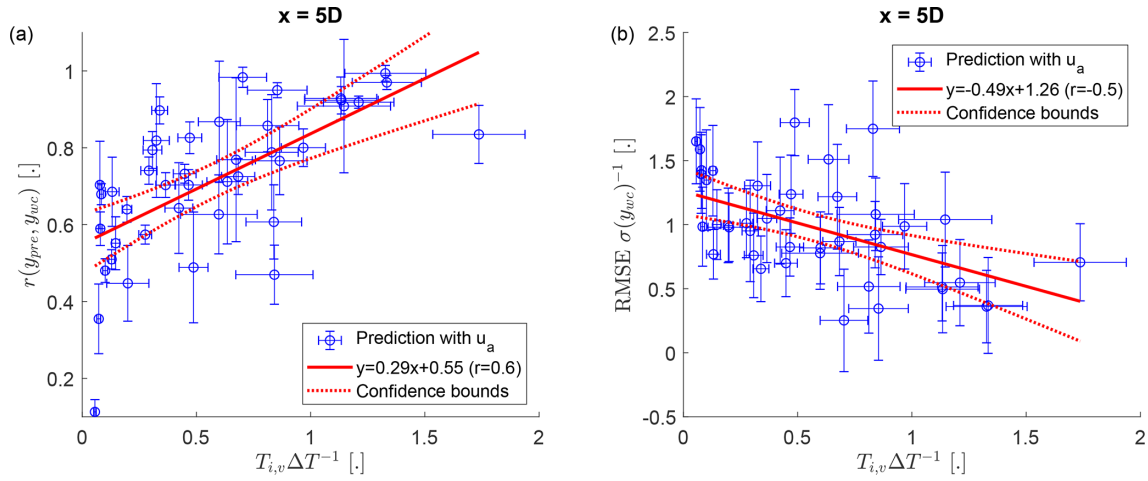 x = 5D
(a)
1
0.8
0.6
0.4
0.2
r(y_pre, y_wc) [.]
Prediction with u_a
y=0.29x+0.55 (r=0.6)
Confidence bounds
0 0.5 1 1.5 2
T_{i,v}ΔT^{-1} [.]
x = 5D
(b)
2.5
2
1.5
1
0.5
0
-0.5
RMSE σ(y_wc)^{-1} [.]
Prediction with u_a
y=-0.49x+1.26 (r=-0.5)
Confidence bounds
0 0.5 1 1.5 2
T_{i,v}ΔT^{-1} [.]